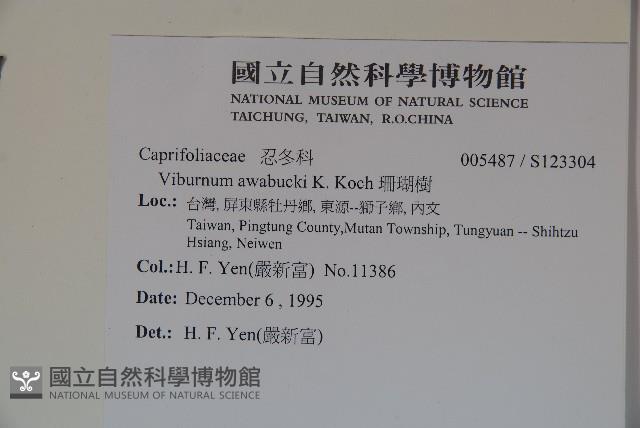 國立自然科學博物館
NATIONAL MUSEUM OF NATURAL SCIENCE
TAICHUNG, TAIWAN, R.O.CHINA
Caprifoliaceae 忍冬科 005487 / S123304
Viburnum awabucki K. Koch 珊瑚樹
Loc.: 台灣, 屏東縣牡丹鄉, 東源--獅子鄉, 內文
Taiwan, Pingtung County,Mutan Township, Tungyuan -- Shihtzu
Hsiang, Neiwen
Col.: H. F. Yen(嚴新富) No.11386
Date: December 6 , 1995
Det.: H. F. Yen(嚴新富)
國立自然科學博物館
NATIONAL MUSEUM OF NATURAL SCIENCE